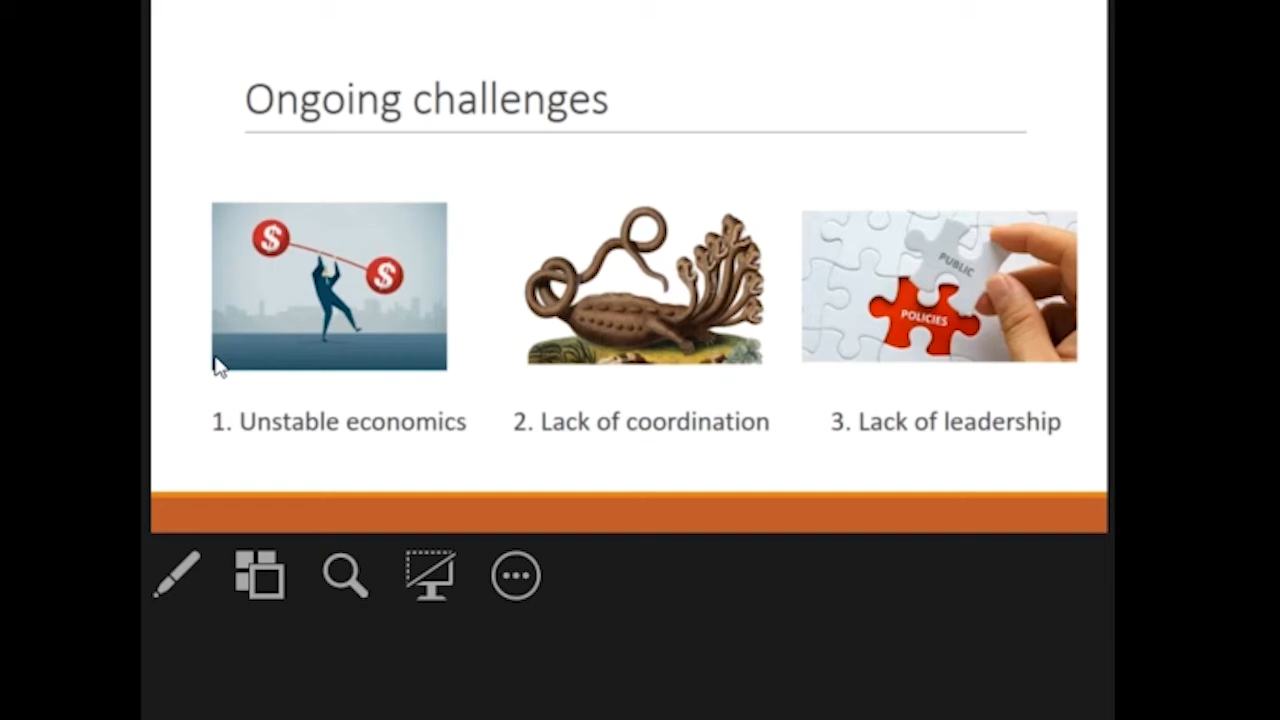 Ongoing challenges
$
$
PUBLIC
POLICIES
1. Unstable economics
2. Lack of coordination
3. Lack of leadership